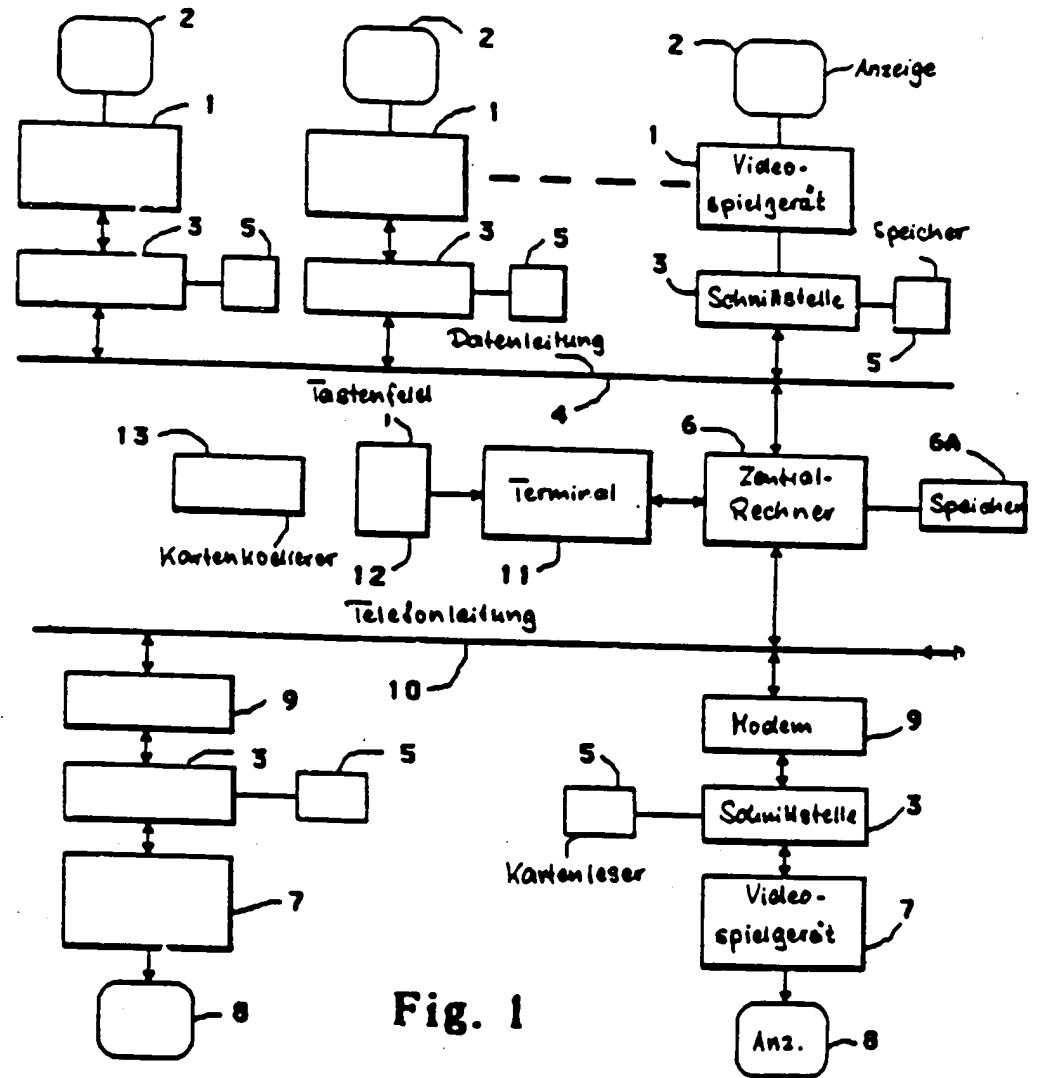 2
2
2
Anzeige
1
1
1
Video-
spielgerät
3
5
3
5
3
Schnittstelle
Speicher
5
Datenleitung
4
Tastenfeld
13
Kartenkodierer
12
Terminal
11
6
Zentral-
Rechner
6A
Speicher
Telefonleitung
10
9
Modem
9
3
5
5
Kartenleser
Schnittstelle
3
7
Video-
spielgerät
7
8
Fig. 1
Anz.
8